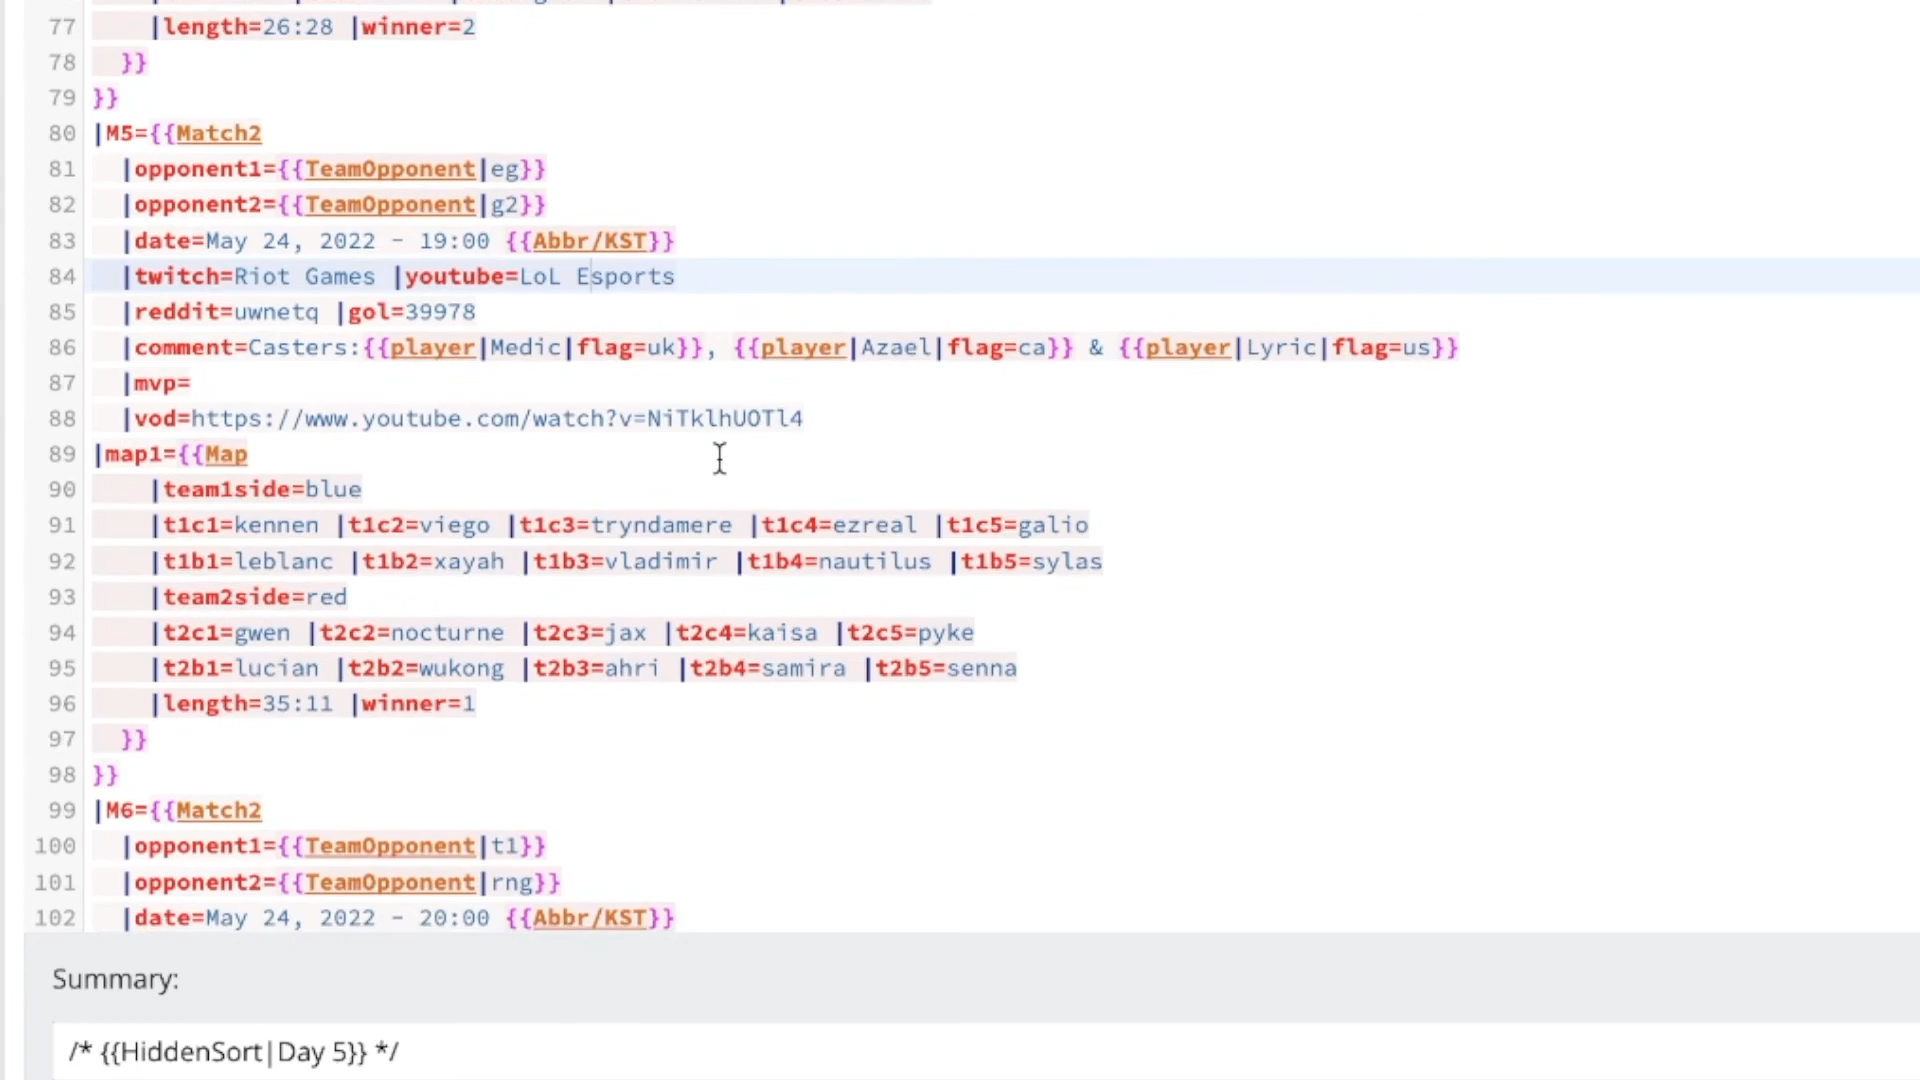 77 |length=26:28 |winner=2
78 }}
79 }}
80 |M5={{Match2
81 |opponent1={{TeamOpponent|eg}}
82 |opponent2={{TeamOpponent|g2}}
83 |date=May 24, 2022 - 19:00 {{Abbr/KST}}
84 |twitch=Riot Games |youtube=LoL Esports
85 |reddit=uwnetq |gol=39978
86 |comment=Casters:{{player|Medic|flag=uk}}, {{player|Azael|flag=ca}} & {{player|Lyric|flag=us}}
87 |mvp=
88 |vod=https://www.youtube.com/watch?v=NiTklhUOTl4
89 |map1={{Map
90 |team1side=blue
91 |t1c1=kennen |t1c2=viego |t1c3=tryndamere |t1c4=ezreal |t1c5=galio
92 |t1b1=leblanc |t1b2=xayah |t1b3=vladimir |t1b4=nautilus |t1b5=sylas
93 |team2side=red
94 |t2c1=gwen |t2c2=nocturne |t2c3=jax |t2c4=kaisa |t2c5=pyke
95 |t2b1=lucian |t2b2=wukong |t2b3=ahri |t2b4=samira |t2b5=senna
96 |length=35:11 |winner=1
97 }}
98 }}
99 |M6={{Match2
100 |opponent1={{TeamOpponent|t1}}
101 |opponent2={{TeamOpponent|rng}}
102 |date=May 24, 2022 - 20:00 {{Abbr/KST}}
Summary:
/* {{HiddenSort|Day 5}} */